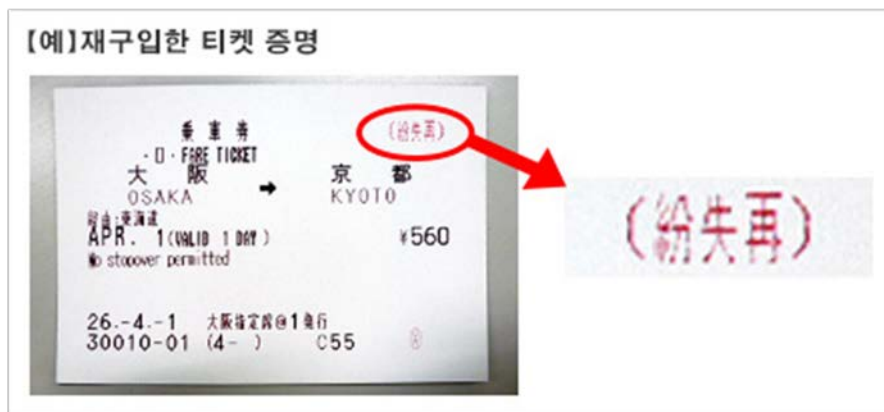 【예】재구입한 티켓 증명
乗車券
(紛失再)
・ロ・FARE TICKET
大阪 ➡ 京都
OSAKA KYOTO
経由:東海道
APR. 1(VALID 1 DAY) ¥560
No stopover permitted
26.-4.-1 大阪指定席@1発行
30010-01 (4- ) C55
(紛失再)